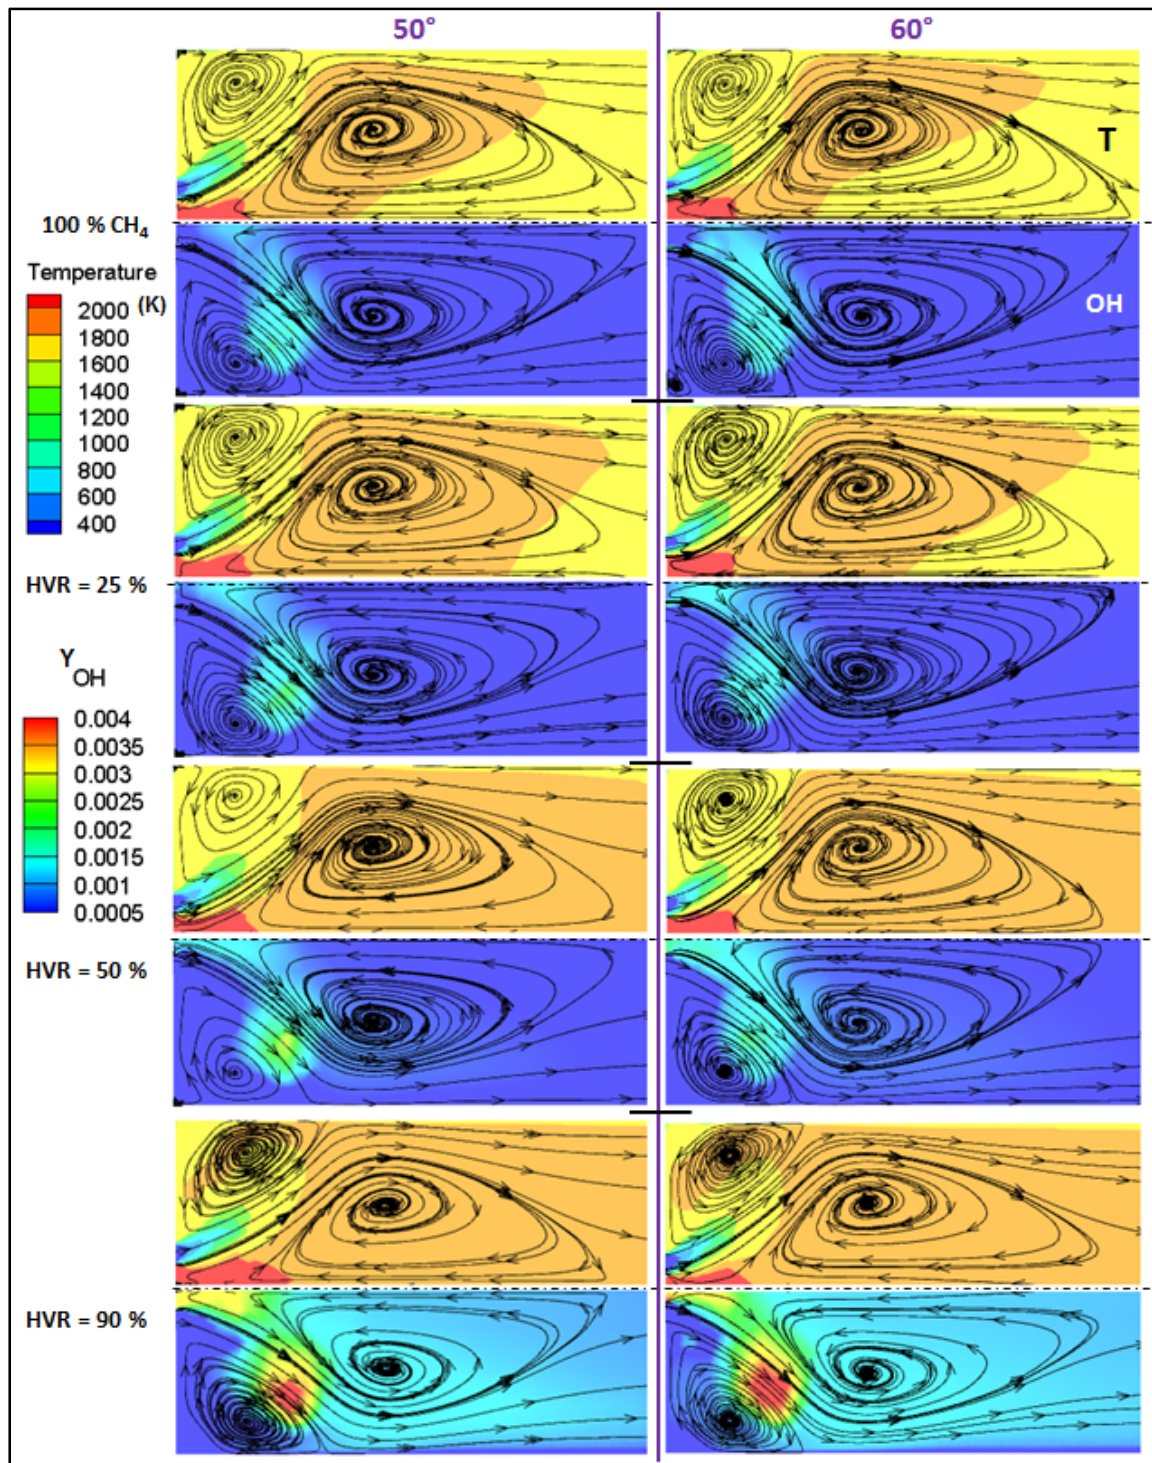 50° 60°
T
100 % CH₄
Temperature
(K)
2000
1800
1600
1400
1200
1000
800
600
400
OH
HVR = 25 %
Y
OH
0.004
0.0035
0.003
0.0025
0.002
0.0015
0.001
0.0005
HVR = 50 %
HVR = 90 %